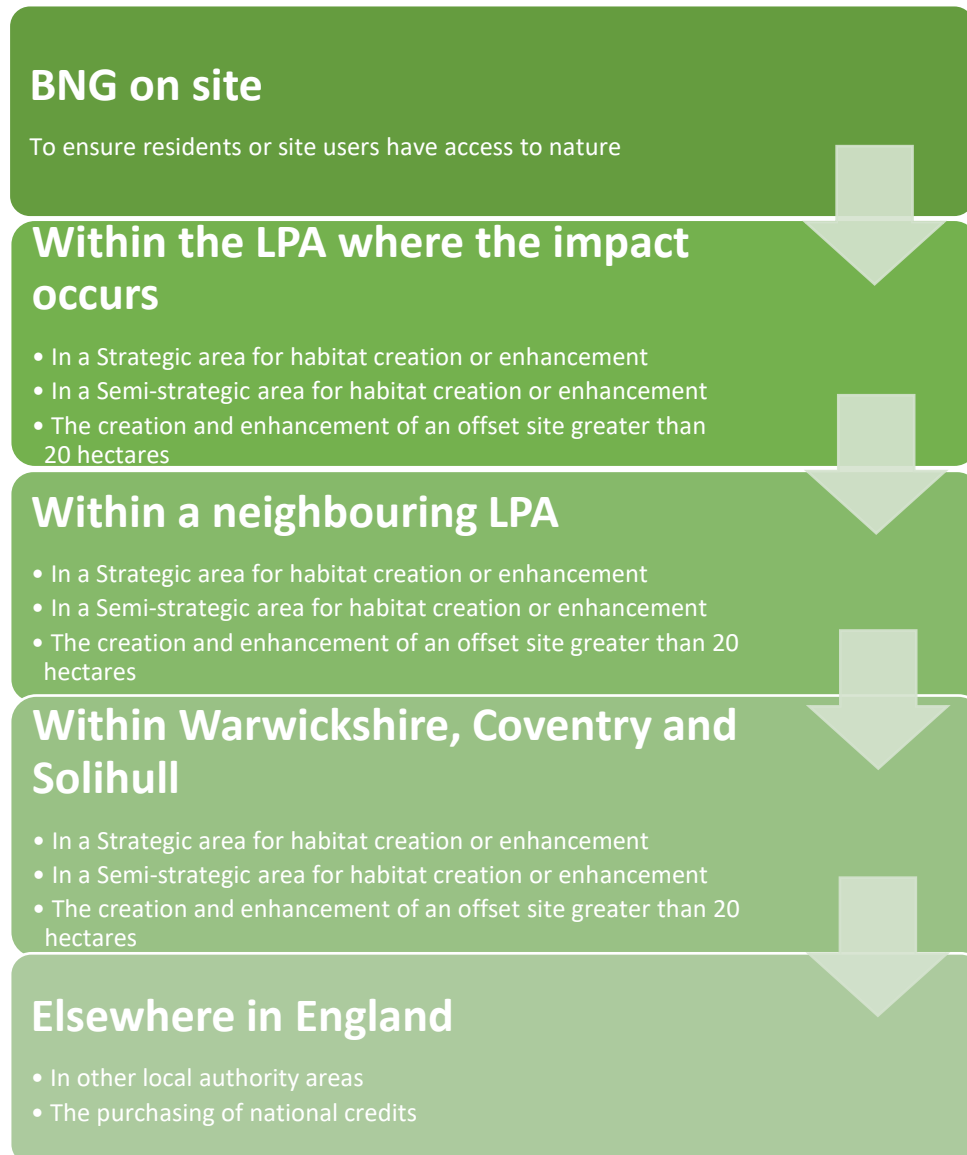 BNG on site
To ensure residents or site users have access to nature
Within the LPA where the impact
occurs
• In a Strategic area for habitat creation or enhancement
• In a Semi-strategic area for habitat creation or enhancement
• The creation and enhancement of an offset site greater than
20 hectares
Within a neighbouring LPA
• In a Strategic area for habitat creation or enhancement
• In a Semi-strategic area for habitat creation or enhancement
• The creation and enhancement of an offset site greater than 20
hectares
Within Warwickshire, Coventry and
Solihull
• In a Strategic area for habitat creation or enhancement
• In a Semi-strategic area for habitat creation or enhancement
• The creation and enhancement of an offset site greater than 20
hectares
Elsewhere in England
• In other local authority areas
• The purchasing of national credits